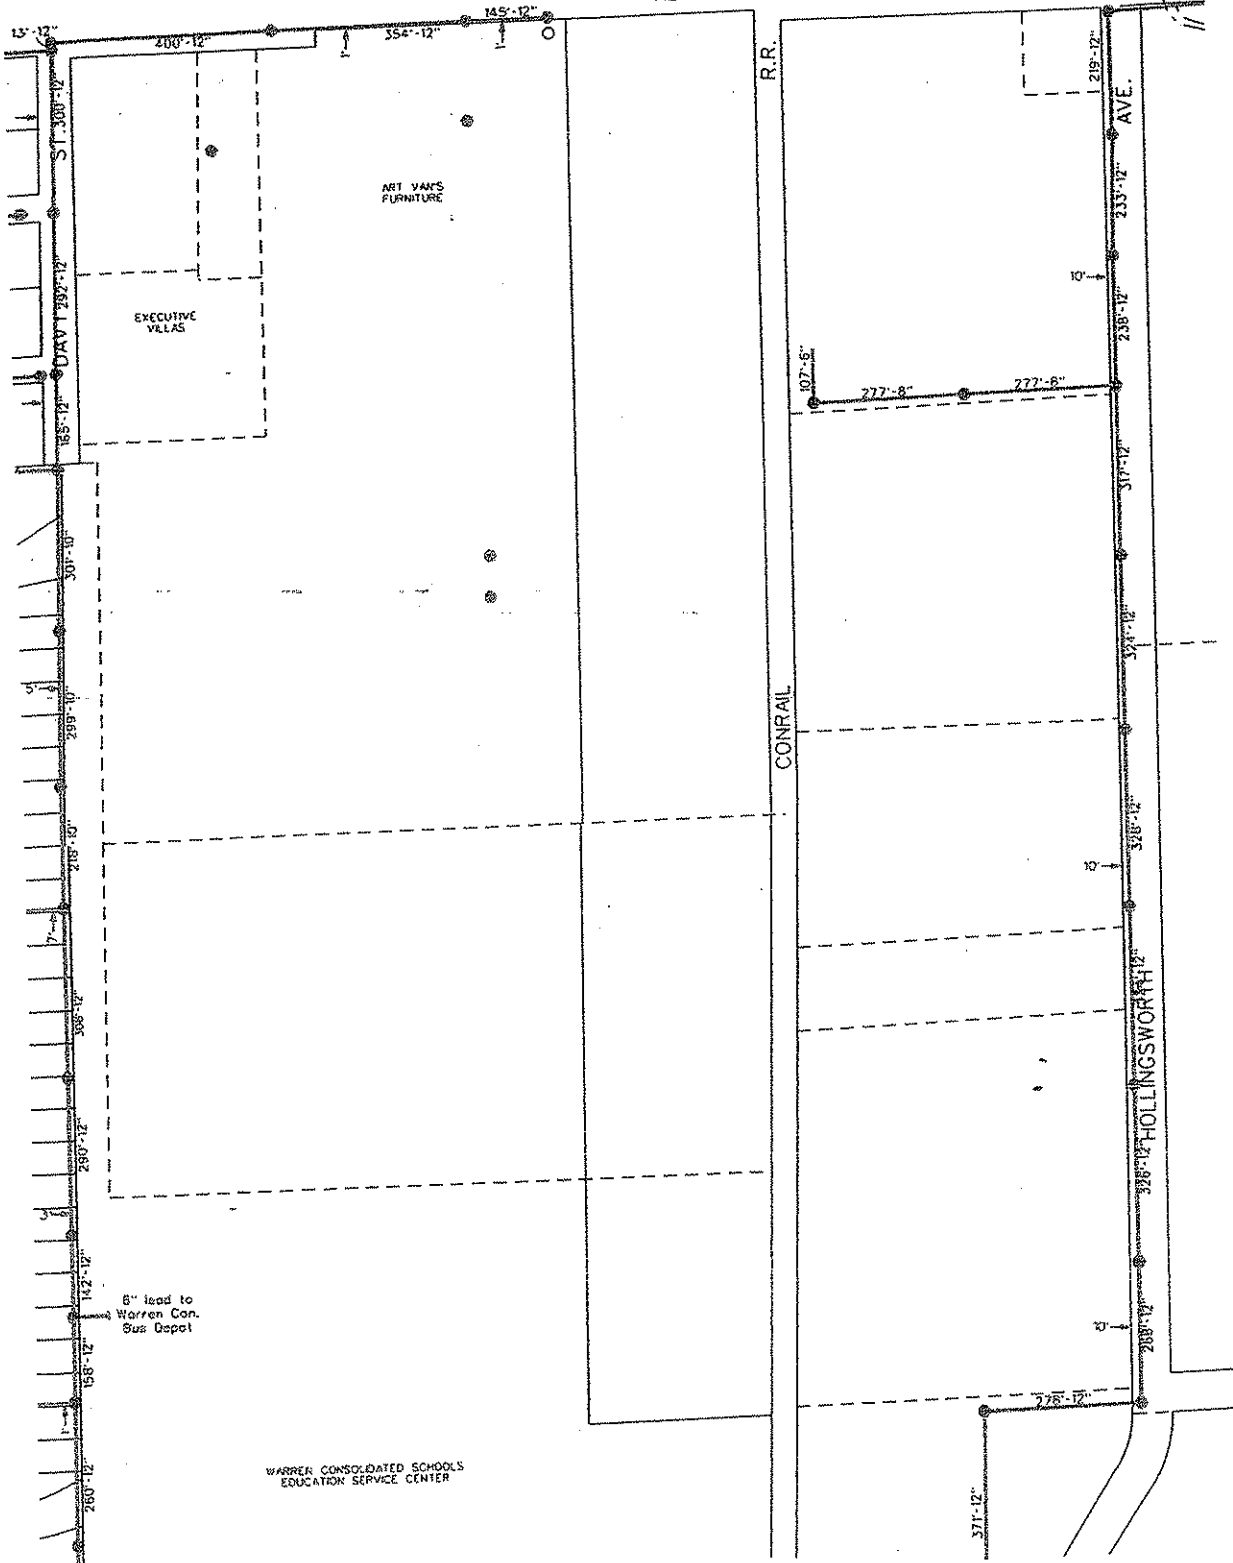 13'-12"
400'-12"
1'
354'-12"
145'-12"
1'
R.R.
219'-12"
AVE.
300'-12"
ST.
ART VAN'S
FURNITURE
233'-12"
10'
292'-12"
EXECUTIVE
VILLAS
238'-12"
107'-6"
277'-8"
277'-8"
165'-12"
317'-12"
301'-10"
324'-12"
5'
299'-10"
CONRAIL
328'-12"
218'-10"
10'
7'
308'-12"
HOLLINGSWORTH
290'-12"
326'-12"
3'
142'-12"
6" lead to
Warren Con.
Bus Depot
10'
268'-12"
158'-12"
278'-12"
1'
WARREN CONSOLIDATED SCHOOLS
EDUCATION SERVICE CENTER
260'-12"
371'-12"